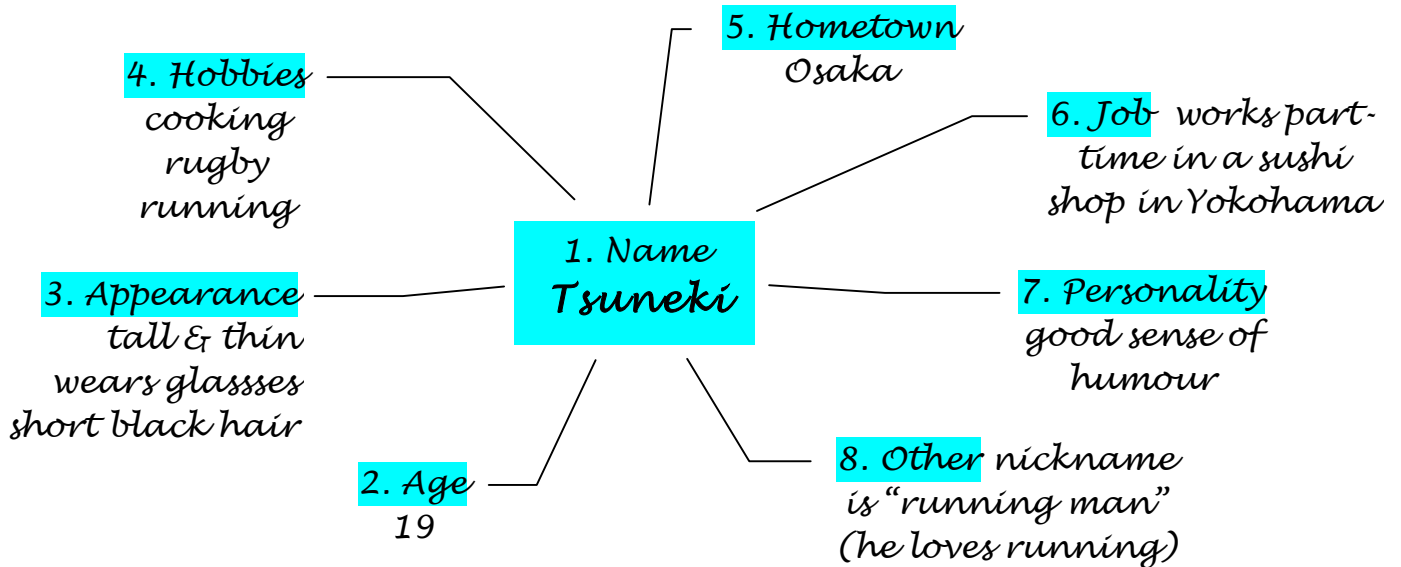 1. Name
Tsuneki
2. Age
19
3. Appearance
tall & thin
wears glassses
short black hair
4. Hobbies
cooking
rugby
running
5. Hometown
Osaka
6. Job works part-
time in a sushi
shop in Yokohama
7. Personality
good sense of
humour
8. Other nickname
is “running man”
(he loves running)